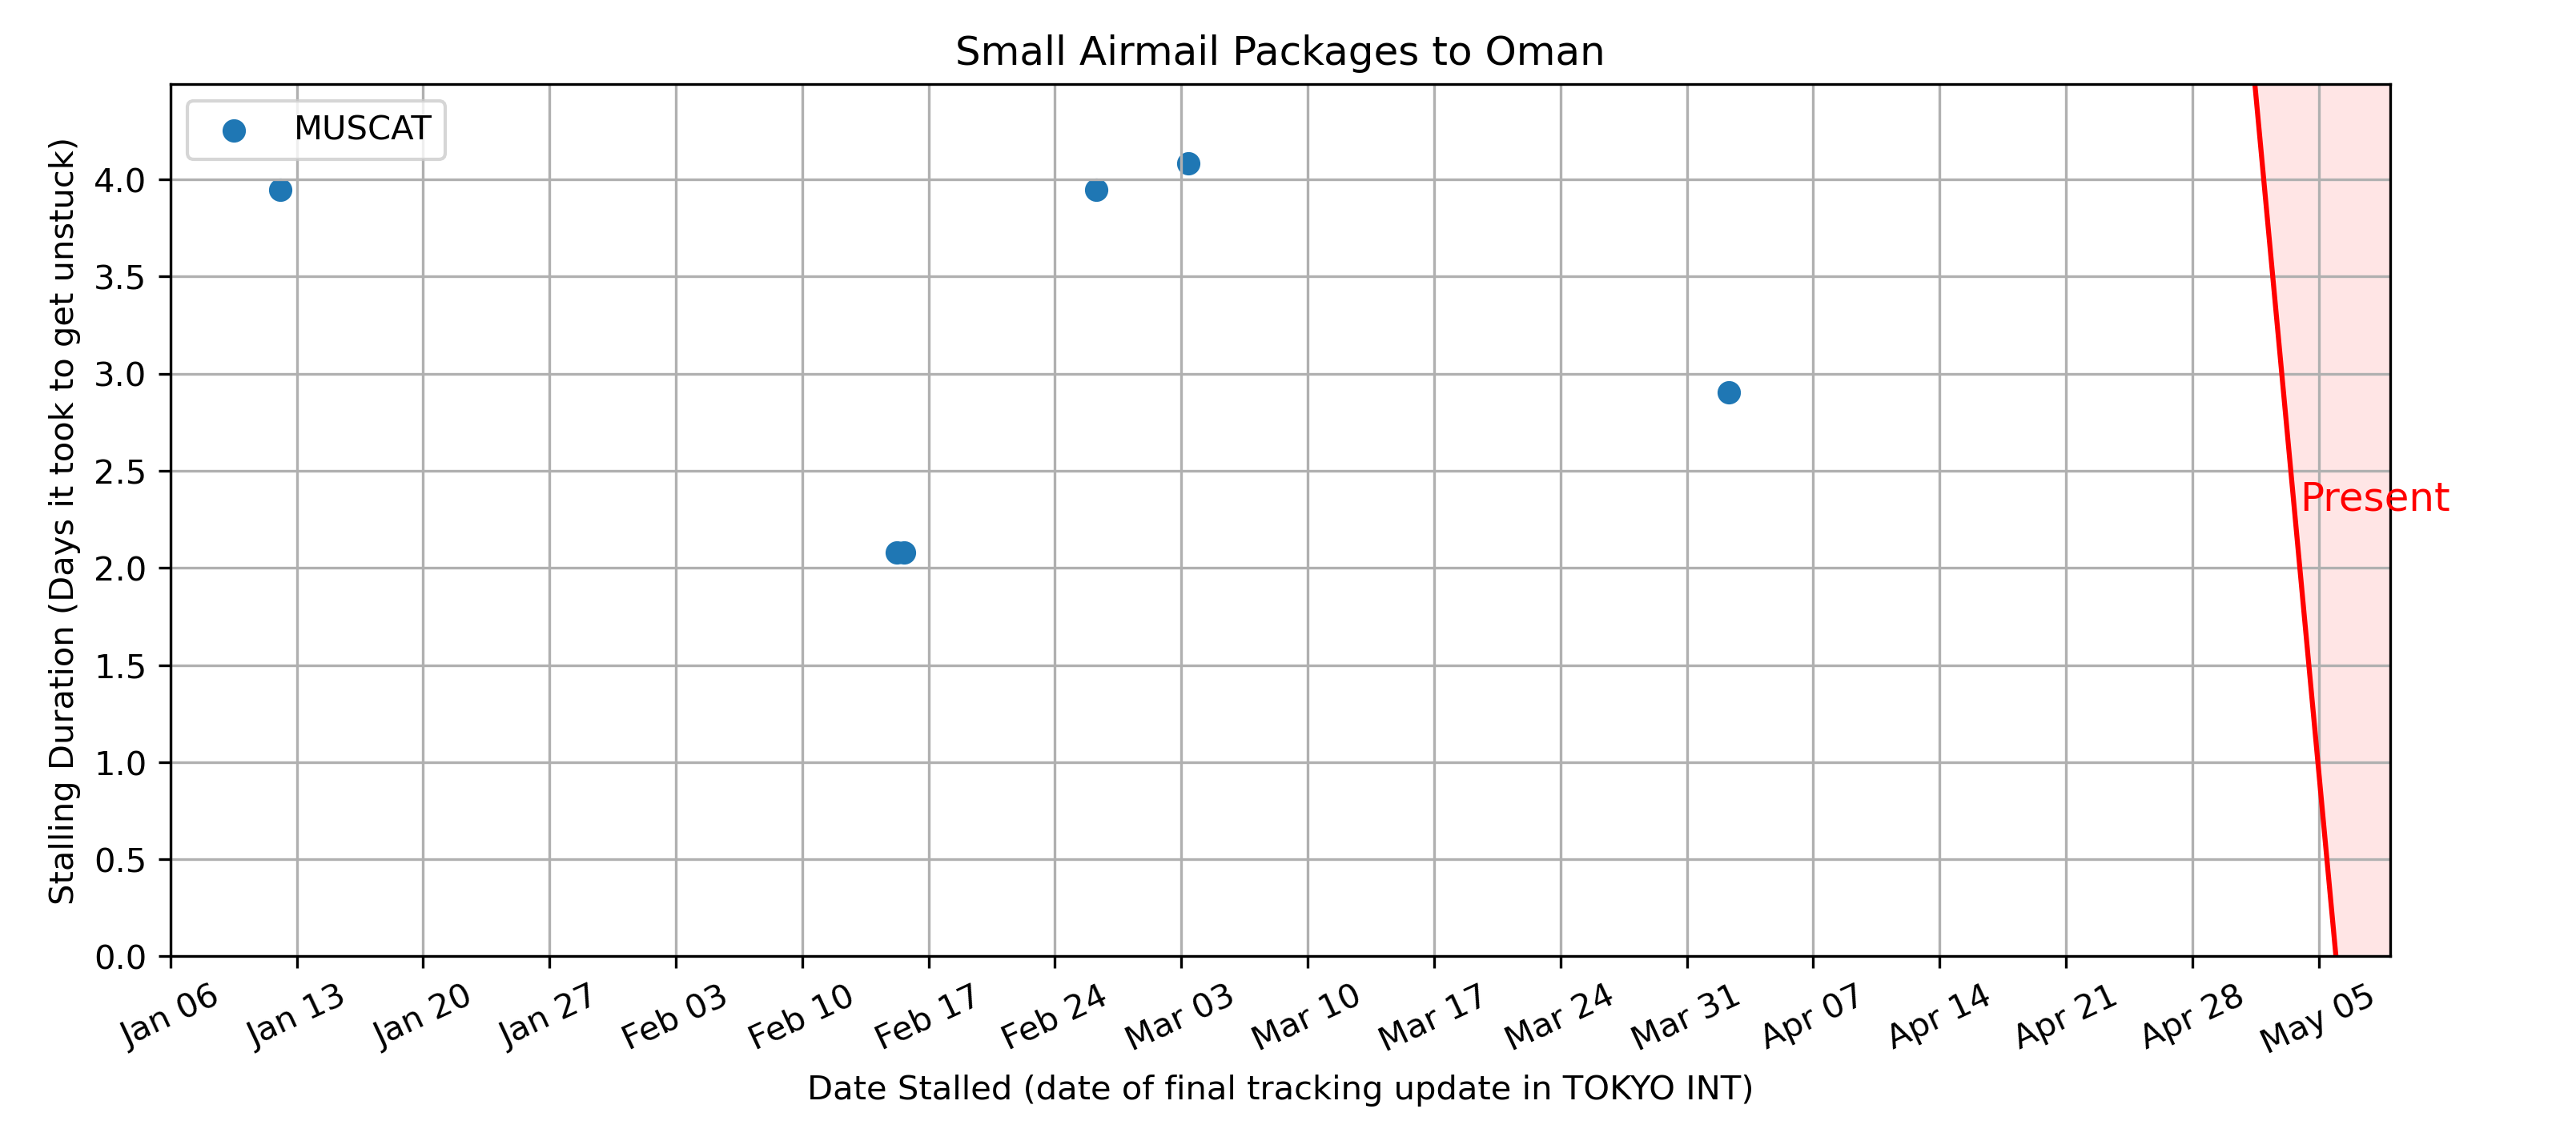 Small Airmail Packages to Oman
MUSCAT
Stalling Duration (Days it took to get unstuck)
4.0
3.5
3.0
2.5
2.0
1.5
1.0
0.5
0.0
Present
Jan 06
Jan 13
Jan 20
Jan 27
Feb 03
Feb 10
Feb 17
Feb 24
Mar 03
Mar 10
Mar 17
Mar 24
Mar 31
Apr 07
Apr 14
Apr 21
Apr 28
May 05
Date Stalled (date of final tracking update in TOKYO INT)